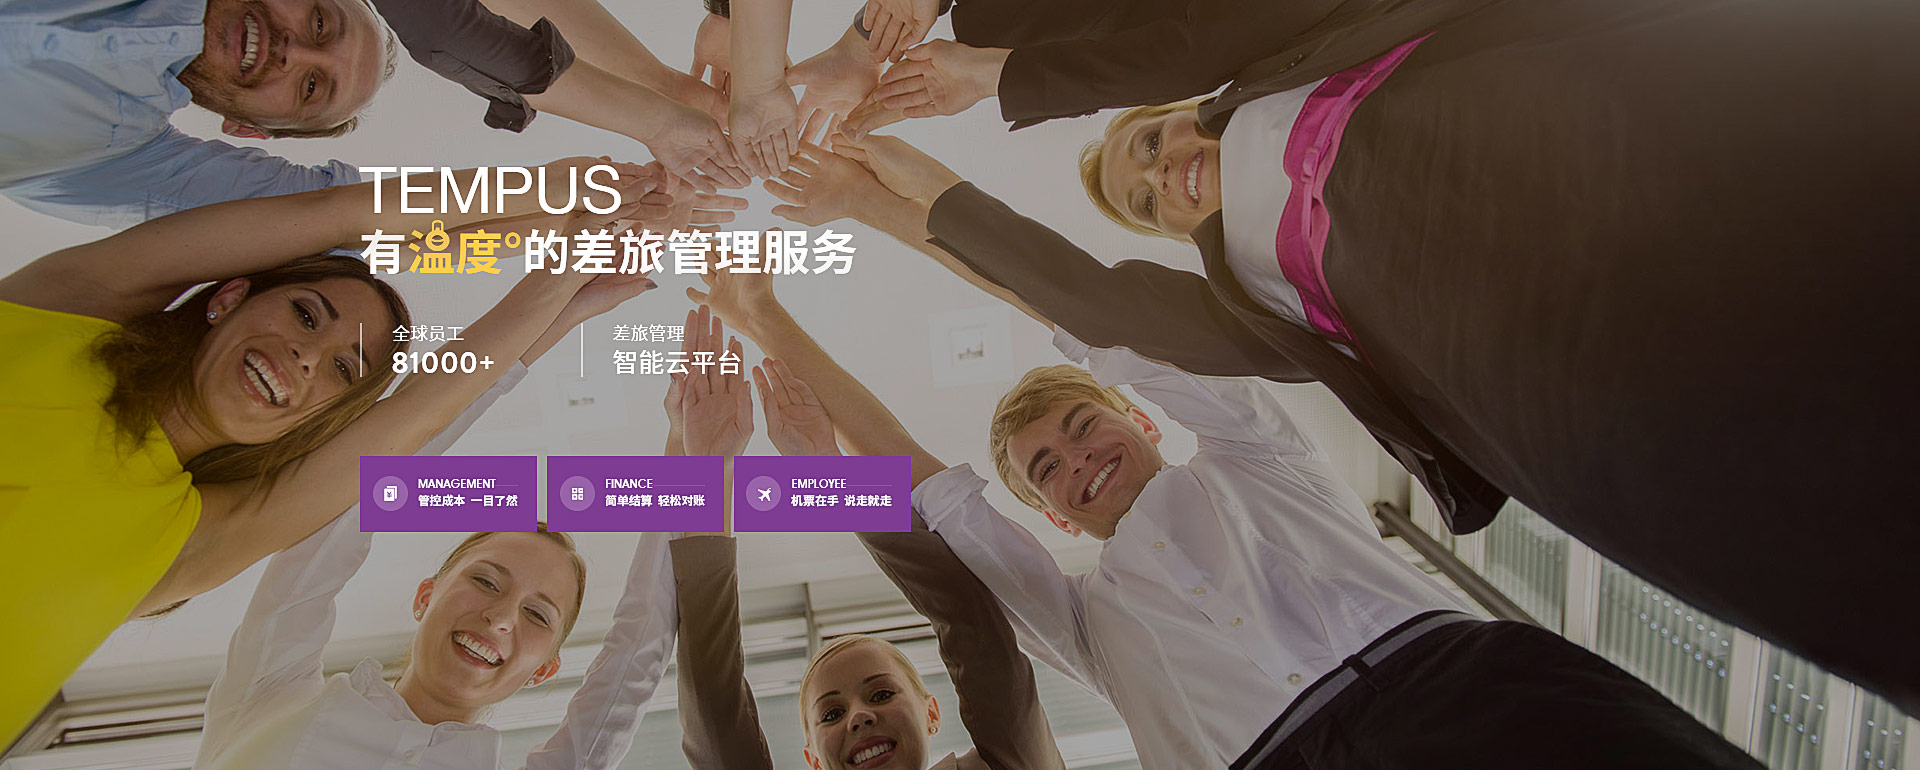 TEMPUS
有温度°的差旅管理服务
全球员工
81000+
差旅管理
智能云平台
MANAGEMENT
管控成本 一目了然
FINANCE
简单结算 轻松对账
EMPLOYEE
机票在手 说走就走